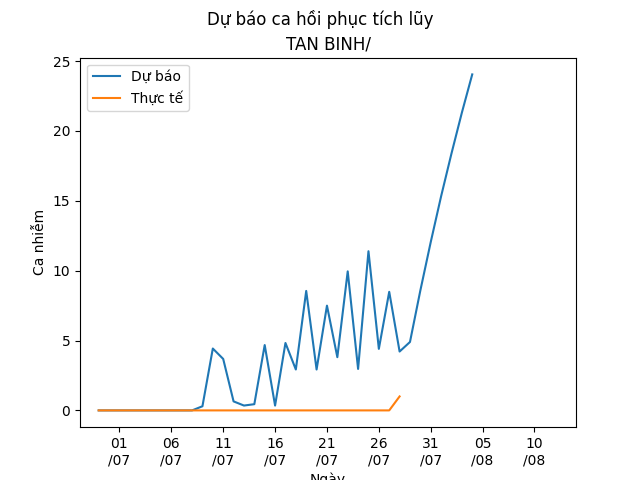 Dự báo ca hồi phục tích lũy
TAN BINH/
Dự báo
Thực tế
Ca nhiễm
25
20
15
10
5
0
01 06 11 16 21 26 31 05 10
/07 /07 /07 /07 /07 /07 /07 /08 /08
Ngày